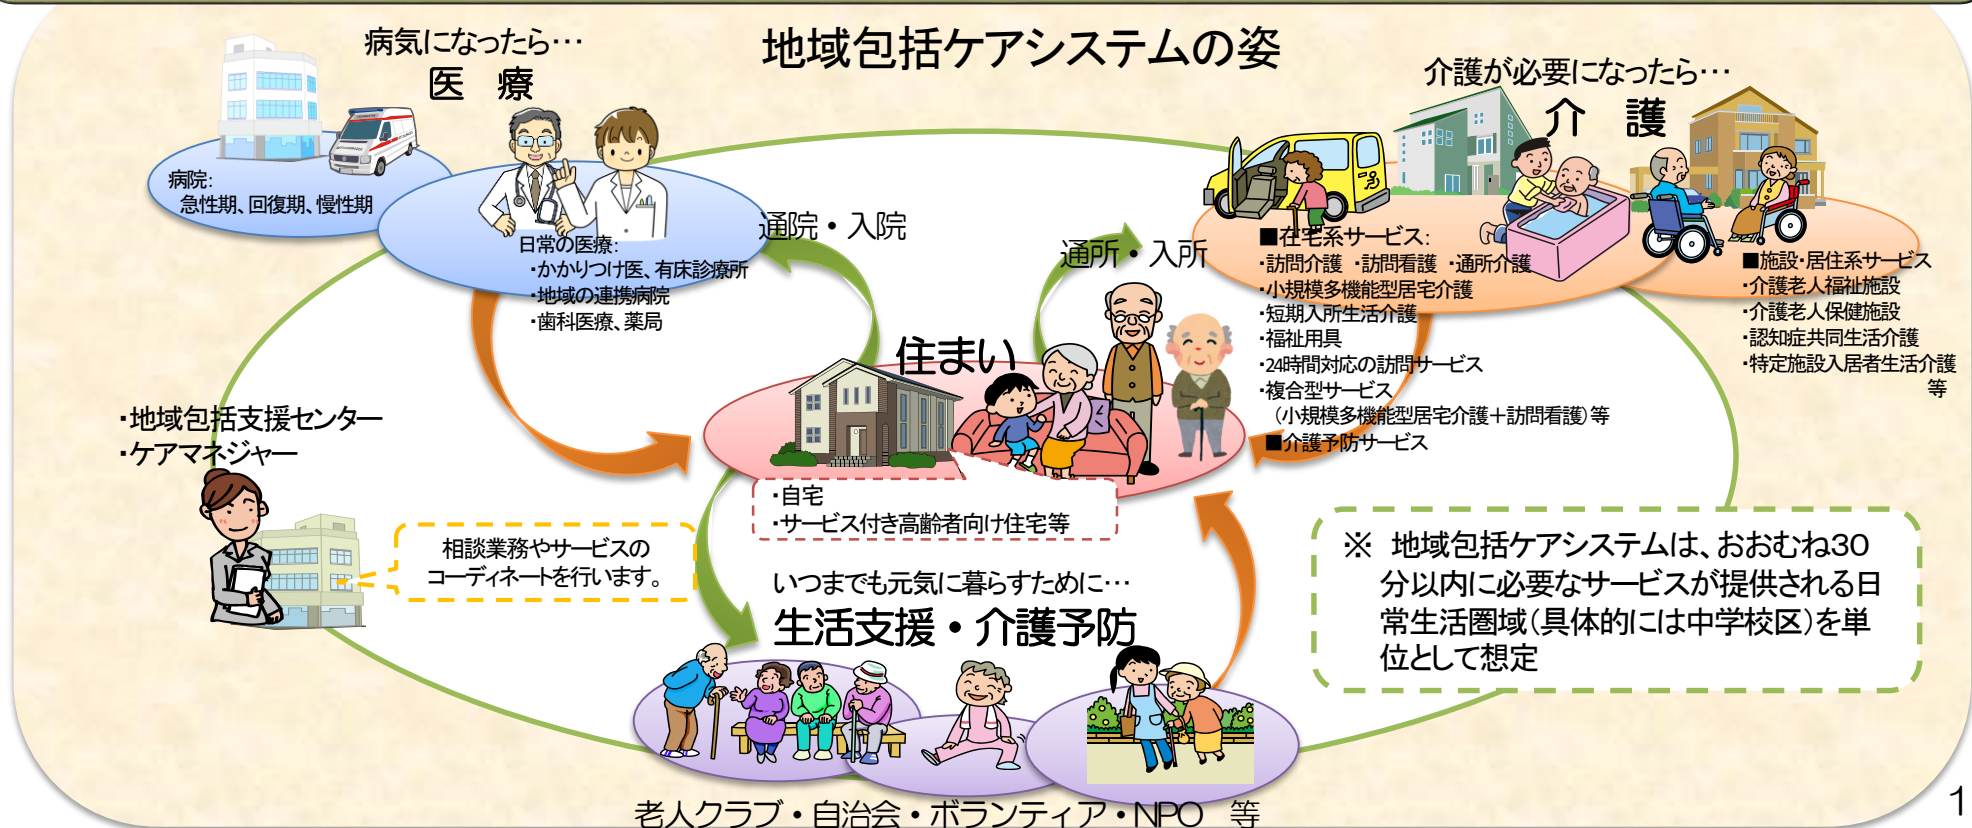 地域包括ケアシステムの姿
病気になったら…
医 療
病院:
急性期、回復期、慢性期
日常の医療:
・かかりつけ医、有床診療所
・地域の連携病院
・歯科医療、薬局
通院・入院
通所・入所
介護が必要になったら…
介 護
■在宅系サービス:
・訪問介護 ・訪問看護 ・通所介護
・小規模多機能型居宅介護
・短期入所生活介護
・福祉用具
・24時間対応の訪問サービス
・複合型サービス
（小規模多機能型居宅介護＋訪問看護）等
■介護予防サービス
■施設・居住系サービス
・介護老人福祉施設
・介護老人保健施設
・認知症共同生活介護
・特定施設入居者生活介護
等
住まい
・自宅
・サービス付き高齢者向け住宅等
・地域包括支援センター
・ケアマネジャー
相談業務やサービスの
コーディネートを行います。
いつまでも元気に暮らすために…
生活支援・介護予防
老人クラブ・自治会・ボランティア・NPO 等
※ 地域包括ケアシステムは、おおむね30
分以内に必要なサービスが提供される日
常生活圏域（具体的には中学校区）を単
位として想定
1